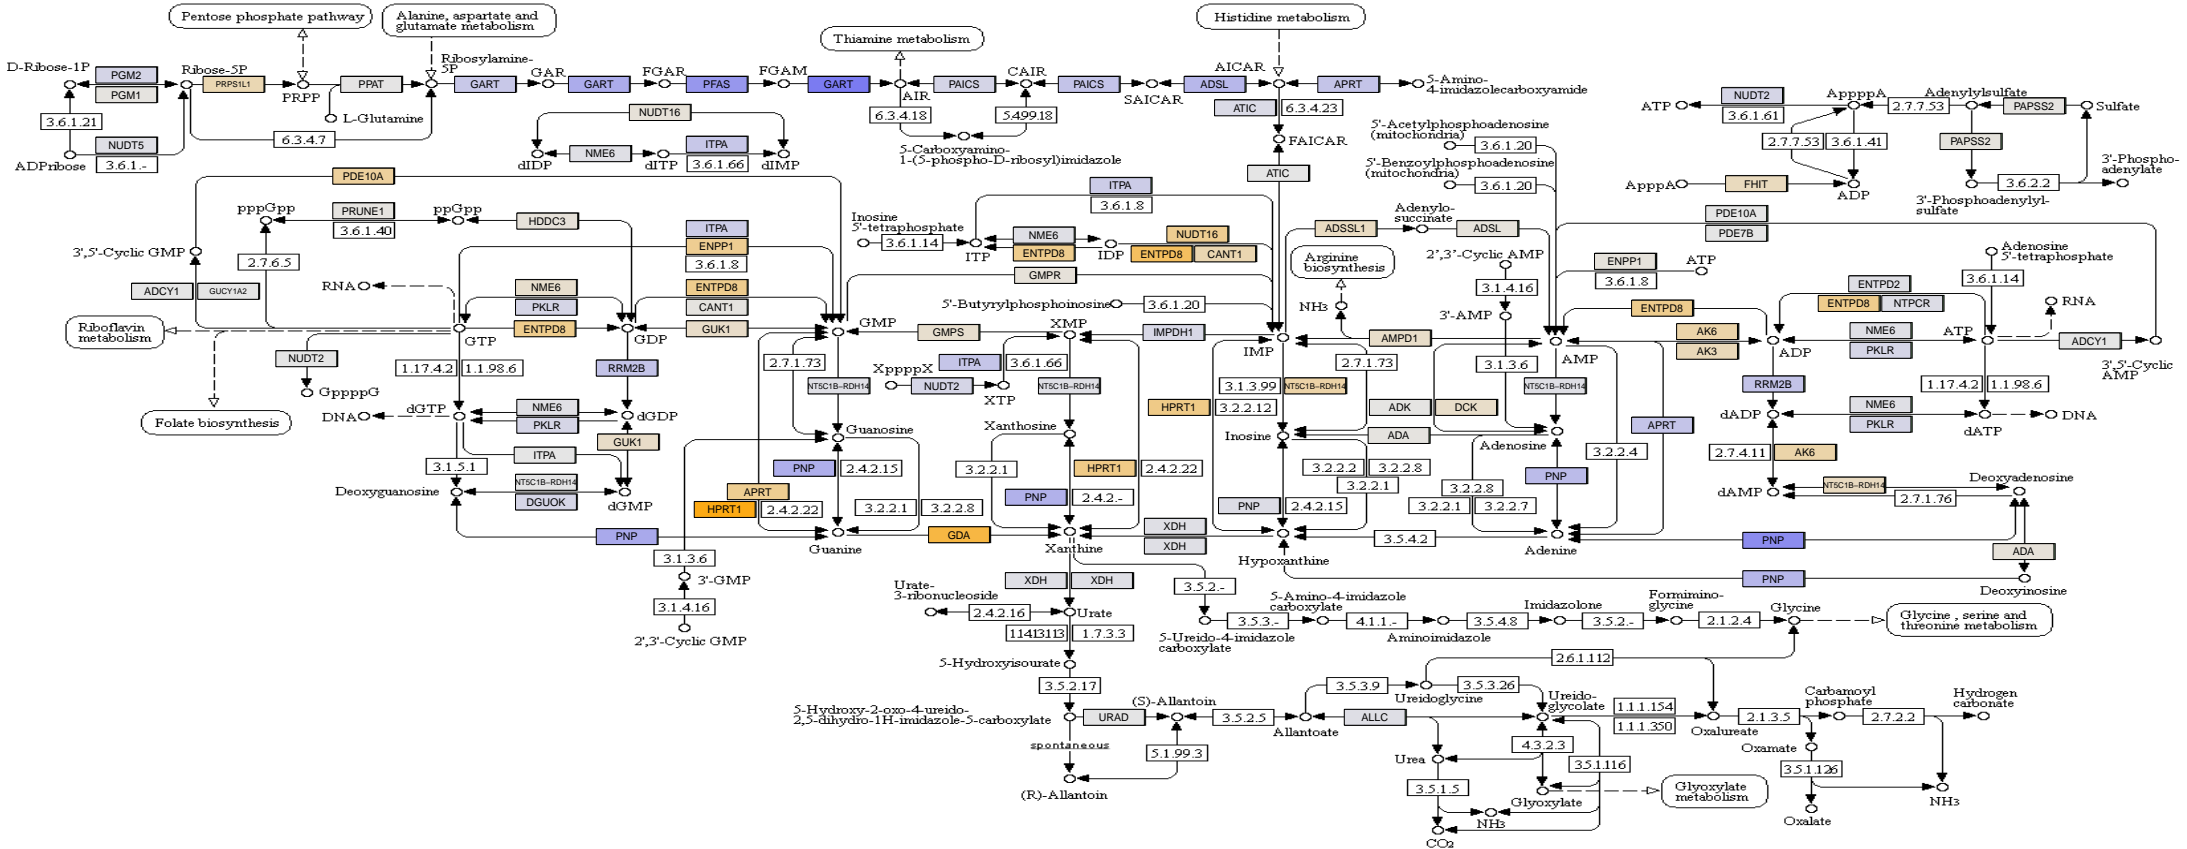 Pentose phosphate pathway
Alanine, aspartate and
glutamate metabolism
Histidine metabolism
Thiamine metabolism
D-Ribose-1P
PGM2
PGM1
Ribose-5P
PRPS1L1
PRPP
PPAT
Ribosylamine-
5P
GART
GAR
GART
FGAR
PFAS
FGAM
GART
AIR
PAICS
CAIR
PAICS
SAICAR
ADSL
AICAR
APRT
5-Amino-
4-imidazolecarboxyamide
3.6.1.21
L-Glutamine
6.3.4.7
NUDT5
3.6.1.-
ADPribose
NUDT16
dIDP
NME6
dITP
ITPA
3.6.1.66
dIMP
6.3.4.18
5.4.99.18
5-Carboxyamino-
1-(5-phospho-D-ribosyl)imidazole
ATIC
6.3.4.23
FAICAR
ATIC
5'-Acetylphosphoadenosine
(mitochondria)
3.6.1.20
5'-Benzoylphosphoadenosine
(mitochondria)
3.6.1.20
ATP
NUDT2
3.6.1.61
AppppA
2.7.7.53
Adenylylsulfate
PAPSS2
Sulfate
2.7.7.53
3.6.1.41
PAPSS2
ApppA
FHIT
ADP
3.6.2.2
3'-Phospho-
adenylate
3'-Phosphoadenylyl-
sulfate
PDE10A
pppGpp
PRUNE1
3.6.1.40
ppGpp
HDDC3
ITPA
ENPP1
3.6.1.8
3',5'-Cyclic GMP
2.7.6.5
ADCY1
GUCY1A2
RNA
NME6
PKLR
ENTPD8
ENTPD8
CANT1
GUK1
Riboflavin
metabolism
GTP
GDP
GMP
ITPA
3.6.1.8
Inosine
5'-tetraphosphate
3.6.1.14
ITP
NME6
ENTPD8
IDP
NUDT16
ENTPD8
CANT1
GMPR
5'-Butyrylphosphoinosine
3.6.1.20
GMPS
XMP
IMPDH1
IMP
ADSSL1
Adenylo-
succinate
ADSL
Arginine
biosynthesis
NH3
AMPD1
2',3'-Cyclic AMP
3.1.4.16
3'-AMP
3.1.3.6
AMP
PDE10A
PDE7B
ENPP1
3.6.1.8
ATP
Adenosine
5'-tetraphosphate
3.6.1.14
ENTPD2
ENTPD8
NTPCR
ENTPD8
AK6
AK3
ADP
NME6
PKLR
ATP
RNA
ADCY1
3',5'-Cyclic
AMP
NUDT2
GppppG
Folate biosynthesis
1.17.4.2
1.1.98.6
RRM2B
DNA
dGTP
NME6
PKLR
dGDP
GUK1
ITPA
3.1.5.1
Deoxyguanosine
NT5C1B-RDH14
DGUOK
dGMP
2.7.1.73
NT5C1B-RDH14
Guanosine
PNP
2.4.2.15
APRT
HPRT1
2.4.2.22
3.2.2.1
3.2.2.8
PNP
Guanine
GDA
3.1.3.6
3'-GMP
3.1.4.16
2',3'-Cyclic GMP
XppppX
NUDT2
ITPA
3.6.1.66
XTP
NT5C1B-RDH14
Xanthosine
3.2.2.1
HPRT1
2.4.2.22
PNP
2.4.2.-
Xanthine
XDH
XDH
2.7.1.73
3.1.3.99
NT5C1B-RDH14
HPRT1
3.2.2.12
ADK
DCK
Inosine
ADA
Adenosine
3.2.2.2
3.2.2.8
3.2.2.1
PNP
2.4.2.15
Hypoxanthine
NT5C1B-RDH14
APRT
3.2.2.4
3.2.2.8
PNP
3.2.2.1
3.2.2.7
3.5.4.2
Adenine
RRM2B
1.17.4.2
1.1.98.6
dADP
NME6
PKLR
dATP
DNA
2.7.4.11
AK6
dAMP
NT5C1B-RDH14
2.7.1.76
Deoxyadenosine
PNP
ADA
PNP
Deoxyinosine
XDH
XDH
Urate-
3-ribonucleoside
2.4.2.16
Urate
1.14.13.113
1.7.3.3
5-Hydroxyisourate
3.5.2.17
3.5.2.-
5-Ureido-4-imidazole
carboxylate
3.5.3.-
5-Amino-4-imidazole
carboxylate
4.1.1.-
Aminoimidazole
3.5.4.8
Imidazolone
3.5.2.-
Formimino-
glycine
2.1.2.4
Glycine
Glycine , serine and
threonine metabolism
5-Hydroxy-2-oxo-4-ureido-
2,5-dihydro-1H-imidazole-5-carboxylate
URAD
(S)-Allantoin
3.5.2.5
Allantoate
3.5.3.9
Ureidoglycine
3.5.3.26
2.6.1.112
ALLC
Ureido-
glycolate
1.1.1.154
1.1.1.350
Oxalureate
2.1.3.5
Carbamoyl
phosphate
2.7.2.2
Hydrogen
carbonate
spontaneous
5.1.99.3
(R)-Allantoin
Urea
4.3.2.3
3.5.1.116
3.5.1.5
Glyoxylate
Glyoxylate
metabolism
NH3
CO2
Oxamate
3.5.1.126
Oxalate
NH3